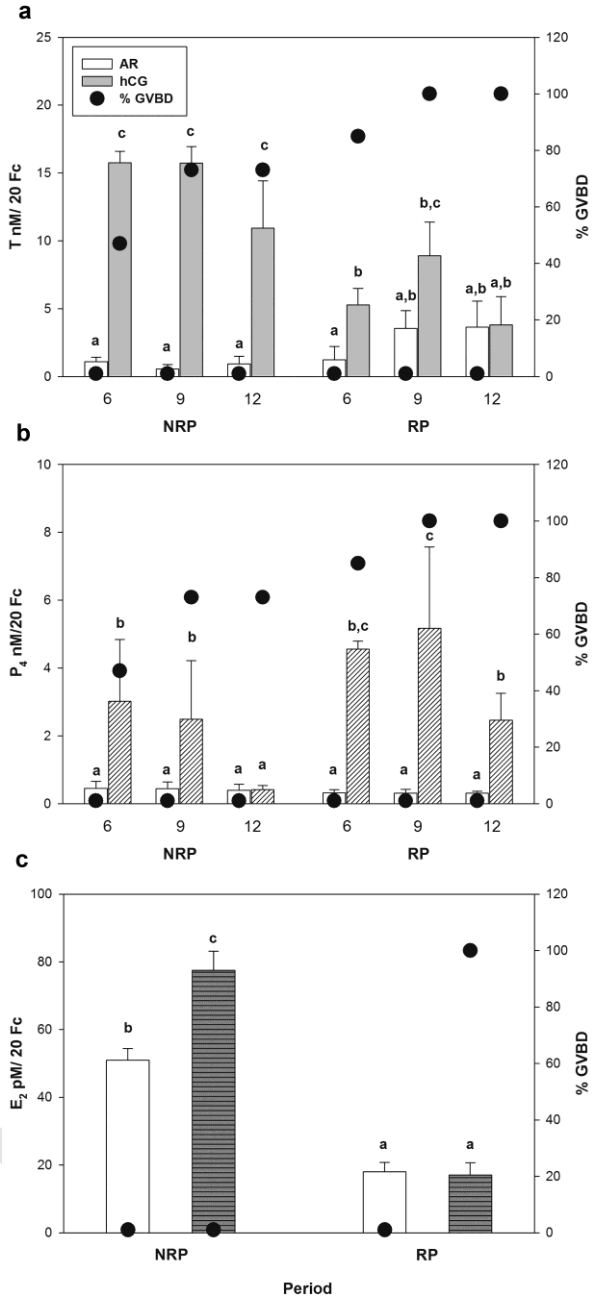 a
25
20
15
10
5
0
T nM/ 20 Fc
AR
hCG
% GVBD
120
100
80
60
40
20
0
% GVBD
a c a c a c a b a,b b,c a,b a,b
6 9 12 6 9 12
NRP RP
b
10
8
6
4
2
0
P4 nM/20 Fc
120
100
80
60
40
20
0
% GVBD
a b a b a a a b,c a c a b
6 9 12 6 9 12
NRP RP
c
100
80
60
40
20
0
E2 pM/ 20 Fc
120
100
80
60
40
20
0
% GVBD
b c a a
NRP RP
Period